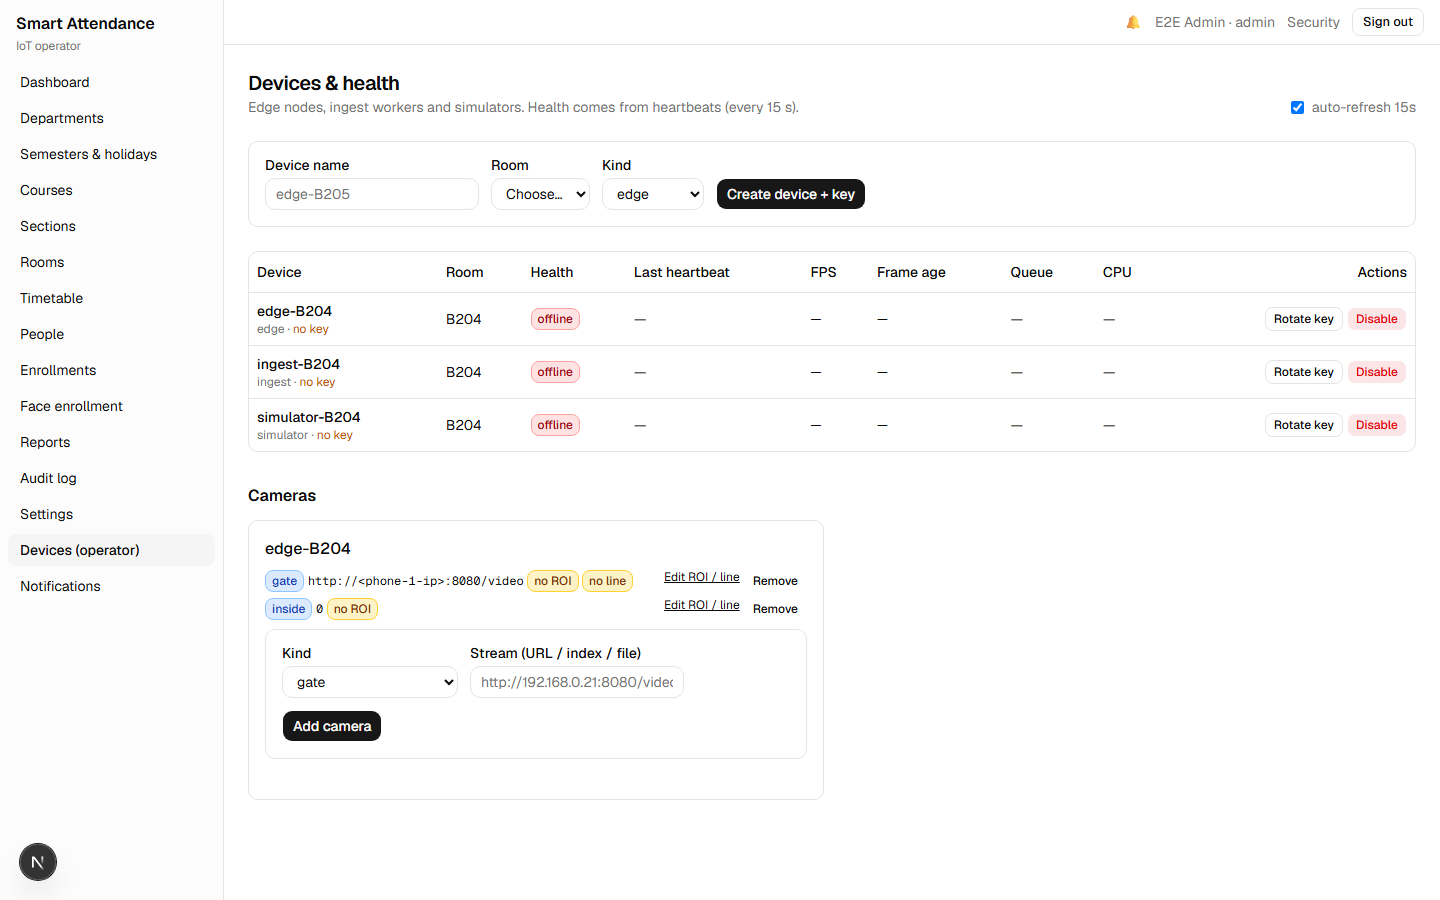 Smart Attendance
IoT operator
Dashboard
Departments
Semesters & holidays
Courses
Sections
Rooms
Timetable
People
Enrollments
Face enrollment
Reports
Audit log
Settings
Devices (operator)
Notifications
E2E Admin · admin Security Sign out
Devices & health
Edge nodes, ingest workers and simulators. Health comes from heartbeats (every 15 s).
auto-refresh 15s
Device name Room Kind
edge-B205 Choose... edge Create device + key
Device Room Health Last heartbeat FPS Frame age Queue CPU Actions
edge-B204
edge · no key
B204 offline — — — — — Rotate key Disable
ingest-B204
ingest · no key
B204 offline — — — — — Rotate key Disable
simulator-B204
simulator · no key
B204 offline — — — — — Rotate key Disable
Cameras
edge-B204
gate http://<phone-1-ip>:8080/video no ROI no line Edit ROI / line Remove
inside 0 no ROI Edit ROI / line Remove
Kind Stream (URL / index / file)
gate http://192.168.0.21:8080/videc
Add camera
N